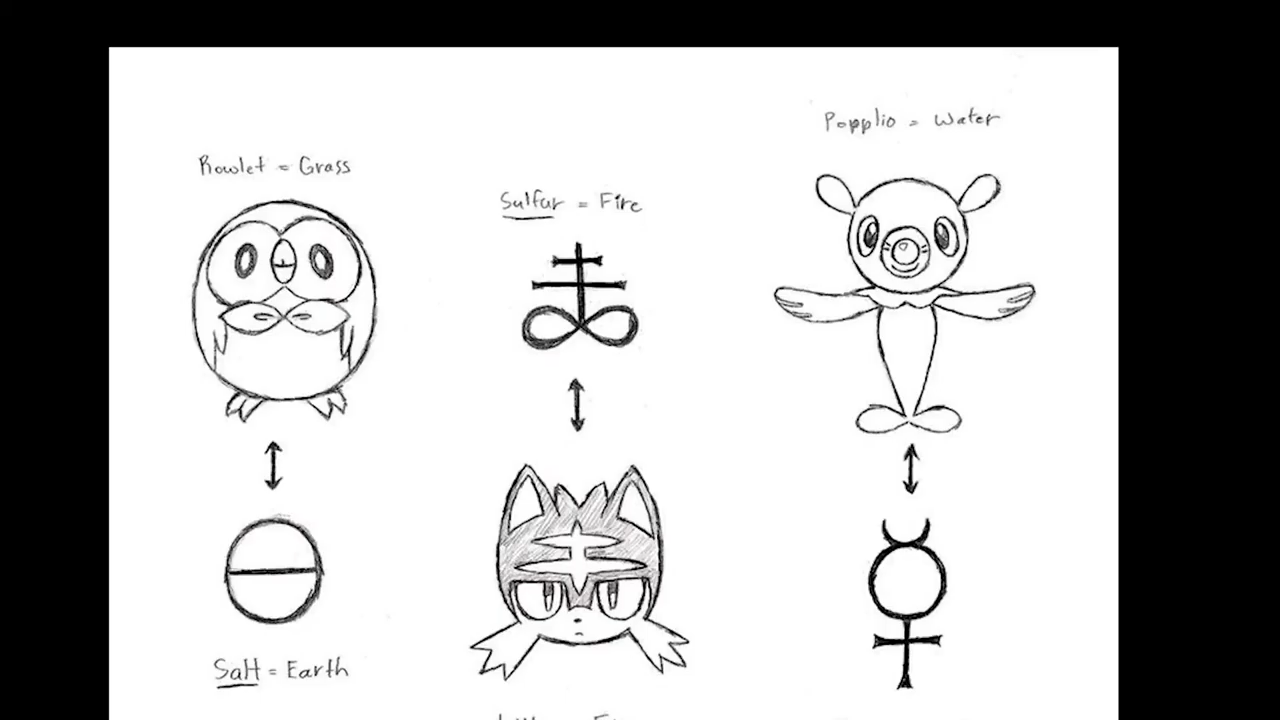 Popplio = Water
Rowlet = Grass
Sulfur = Fire
Salt = Earth